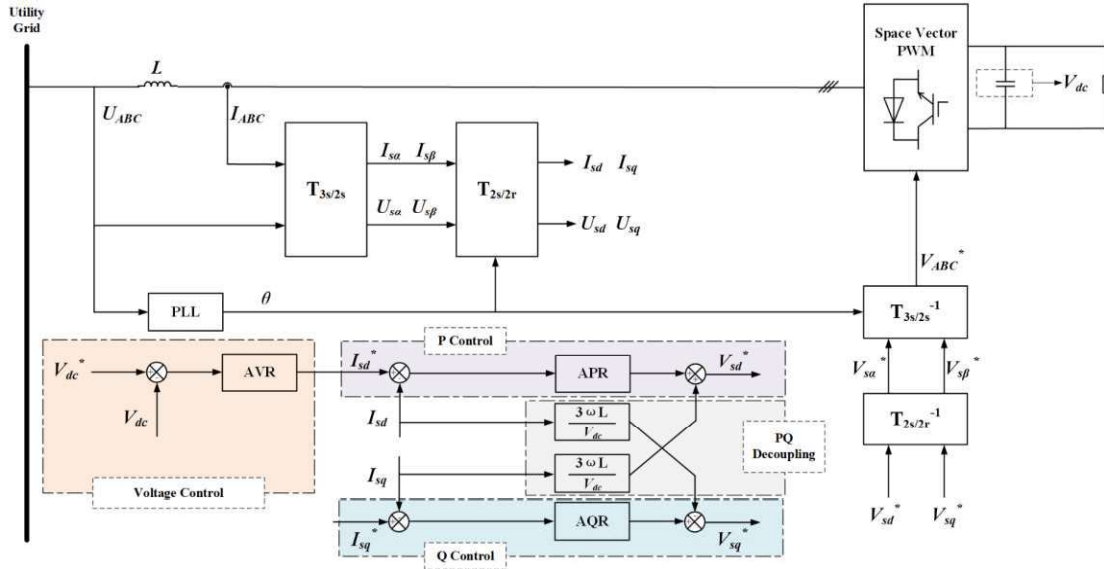 Utility
Grid
L
U_ABC
I_ABC
T_3s/2s
I_sα I_sβ
U_sα U_sβ
T_2s/2r
I_sd I_sq
U_sd U_sq
Space Vector
PWM
V_dc
V_ABC*
PLL
θ
T_3s/2s^-1
V_sα*
V_sβ*
T_2s/2r^-1
V_sd*
V_sq*
V_dc*
V_dc
AVR
Voltage Control
P Control
I_sd*
APR
V_sd*
I_sd
3 ω L
V_dc
PQ
Decoupling
I_sq
3 ω L
V_dc
I_sq*
AQR
V_sq*
Q Control